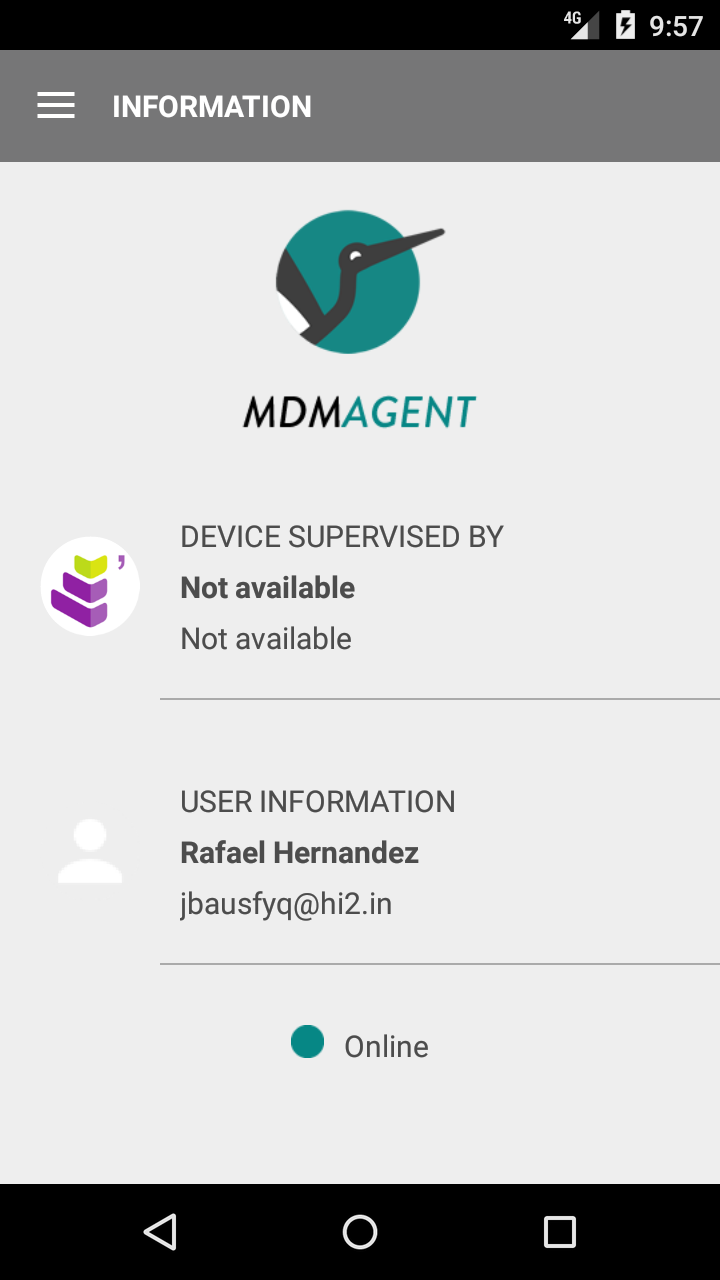 4G 9:57
INFORMATION
MDMAGENT
DEVICE SUPERVISED BY
Not available
Not available
USER INFORMATION
Rafael Hernandez
jbausfyq@hi2.in
Online